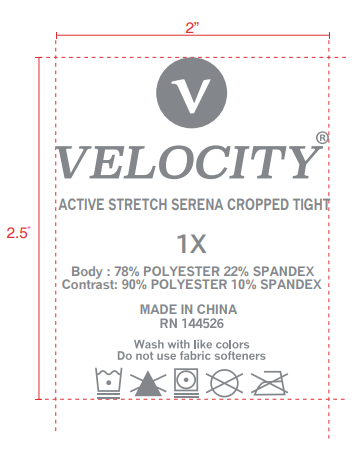 2"
2.5"
V
VELOCITY®
ACTIVE STRETCH SERENA CROPPED TIGHT
1X
Body : 78% POLYESTER 22% SPANDEX
Contrast: 90% POLYESTER 10% SPANDEX
MADE IN CHINA
RN 144526
Wash with like colors
Do not use fabric softeners